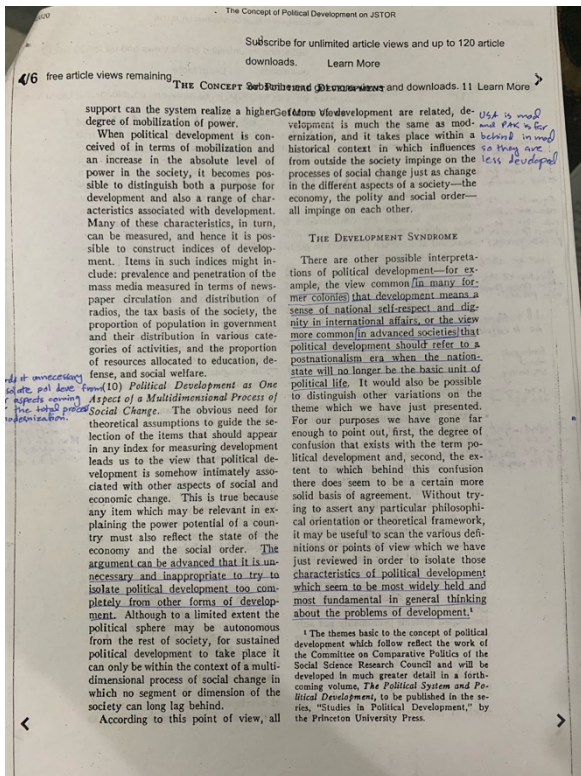 2020
The Concept of Political Development on JSTOR
Subscribe for unlimited article views and up to 120 article
downloads. Learn More
4/6 free article views remaining
THE CONCEPT
DEVELOPMENT
and downloads. 11 Learn More
support can the system realize a higher
degree of mobilization of power.
When political development is con-
ceived of in terms of mobilization and
an increase in the absolute level of
power in the society, it becomes pos-
sible to distinguish both a purpose for
development and also a range of char-
acteristics associated with development.
Many of these characteristics, in turn,
can be measured, and hence it is pos-
sible to construct indices of develop-
ment. Items in such indices might in-
clude: prevalence and penetration of the
mass media measured in terms of news-
paper circulation and distribution of
radios, the tax basis of the society, the
proportion of population in government
and their distribution in various cate-
gories of activities, and the proportion
of resources allocated to education, de-
fense, and social welfare.
(10) Political Development as One
Aspect of a Multidimensional Process of
Social Change. The obvious need for
theoretical assumptions to guide the se-
lection of the items that should appear
in any index for measuring development
leads us to the view that political de-
velopment is somehow intimately asso-
ciated with other aspects of social and
economic change. This is true because
any item which may be relevant in ex-
plaining the power potential of a coun-
try must also reflect the state of the
economy and the social order. The
argument can be advanced that it is un-
necessary and inappropriate to try to
isolate political development too com-
pletely from other forms of develop-
ment. Although to a limited extent the
political sphere may be autonomous
from the rest of society, for sustained
political development to take place it
can only be within the context of a multi-
dimensional process of social change in
which no segment or dimension of the
society can long lag behind.
According to this point of view, all
it unnecessary
pol deve from
aspects coming
the total process
modernization.
development are related, de-
velopment is much the same as mod-
ernization, and it takes place within a
historical context in which influences
from outside the society impinge on the
processes of social change just as change
in the different aspects of a society—the
economy, the polity and social order—
all impinge on each other.
USA is mod
and PAK is far
behind in mod
so they are
less developed
THE DEVELOPMENT SYNDROME
There are other possible interpreta-
tions of political development—for ex-
ample, the view common in many for-
mer colonies that development means a
sense of national self-respect and dig-
nity in international affairs, or the view
more common in advanced societies that
political development should refer to a
postnationalism era when the nation-
state will no longer be the basic unit of
political life. It would also be possible
to distinguish other variations on the
theme which we have just presented.
For our purposes we have gone far
enough to point out, first, the degree of
confusion that exists with the term po-
litical development and, second, the ex-
tent to which behind this confusion
there does seem to be a certain more
solid basis of agreement. Without try-
ing to assert any particular philosophi-
cal orientation or theoretical framework,
it may be useful to scan the various defi-
nitions or points of view which we have
just reviewed in order to isolate those
characteristics of political development
which seem to be most widely held and
most fundamental in general thinking
about the problems of development.¹
¹ The themes basic to the concept of political
development which follow reflect the work of
the Committee on Comparative Politics of the
Social Science Research Council and will be
developed in much greater detail in a forth-
coming volume, The Political System and Po-
litical Development, to be published in the se-
ries, "Studies in Political Development," by
the Princeton University Press.